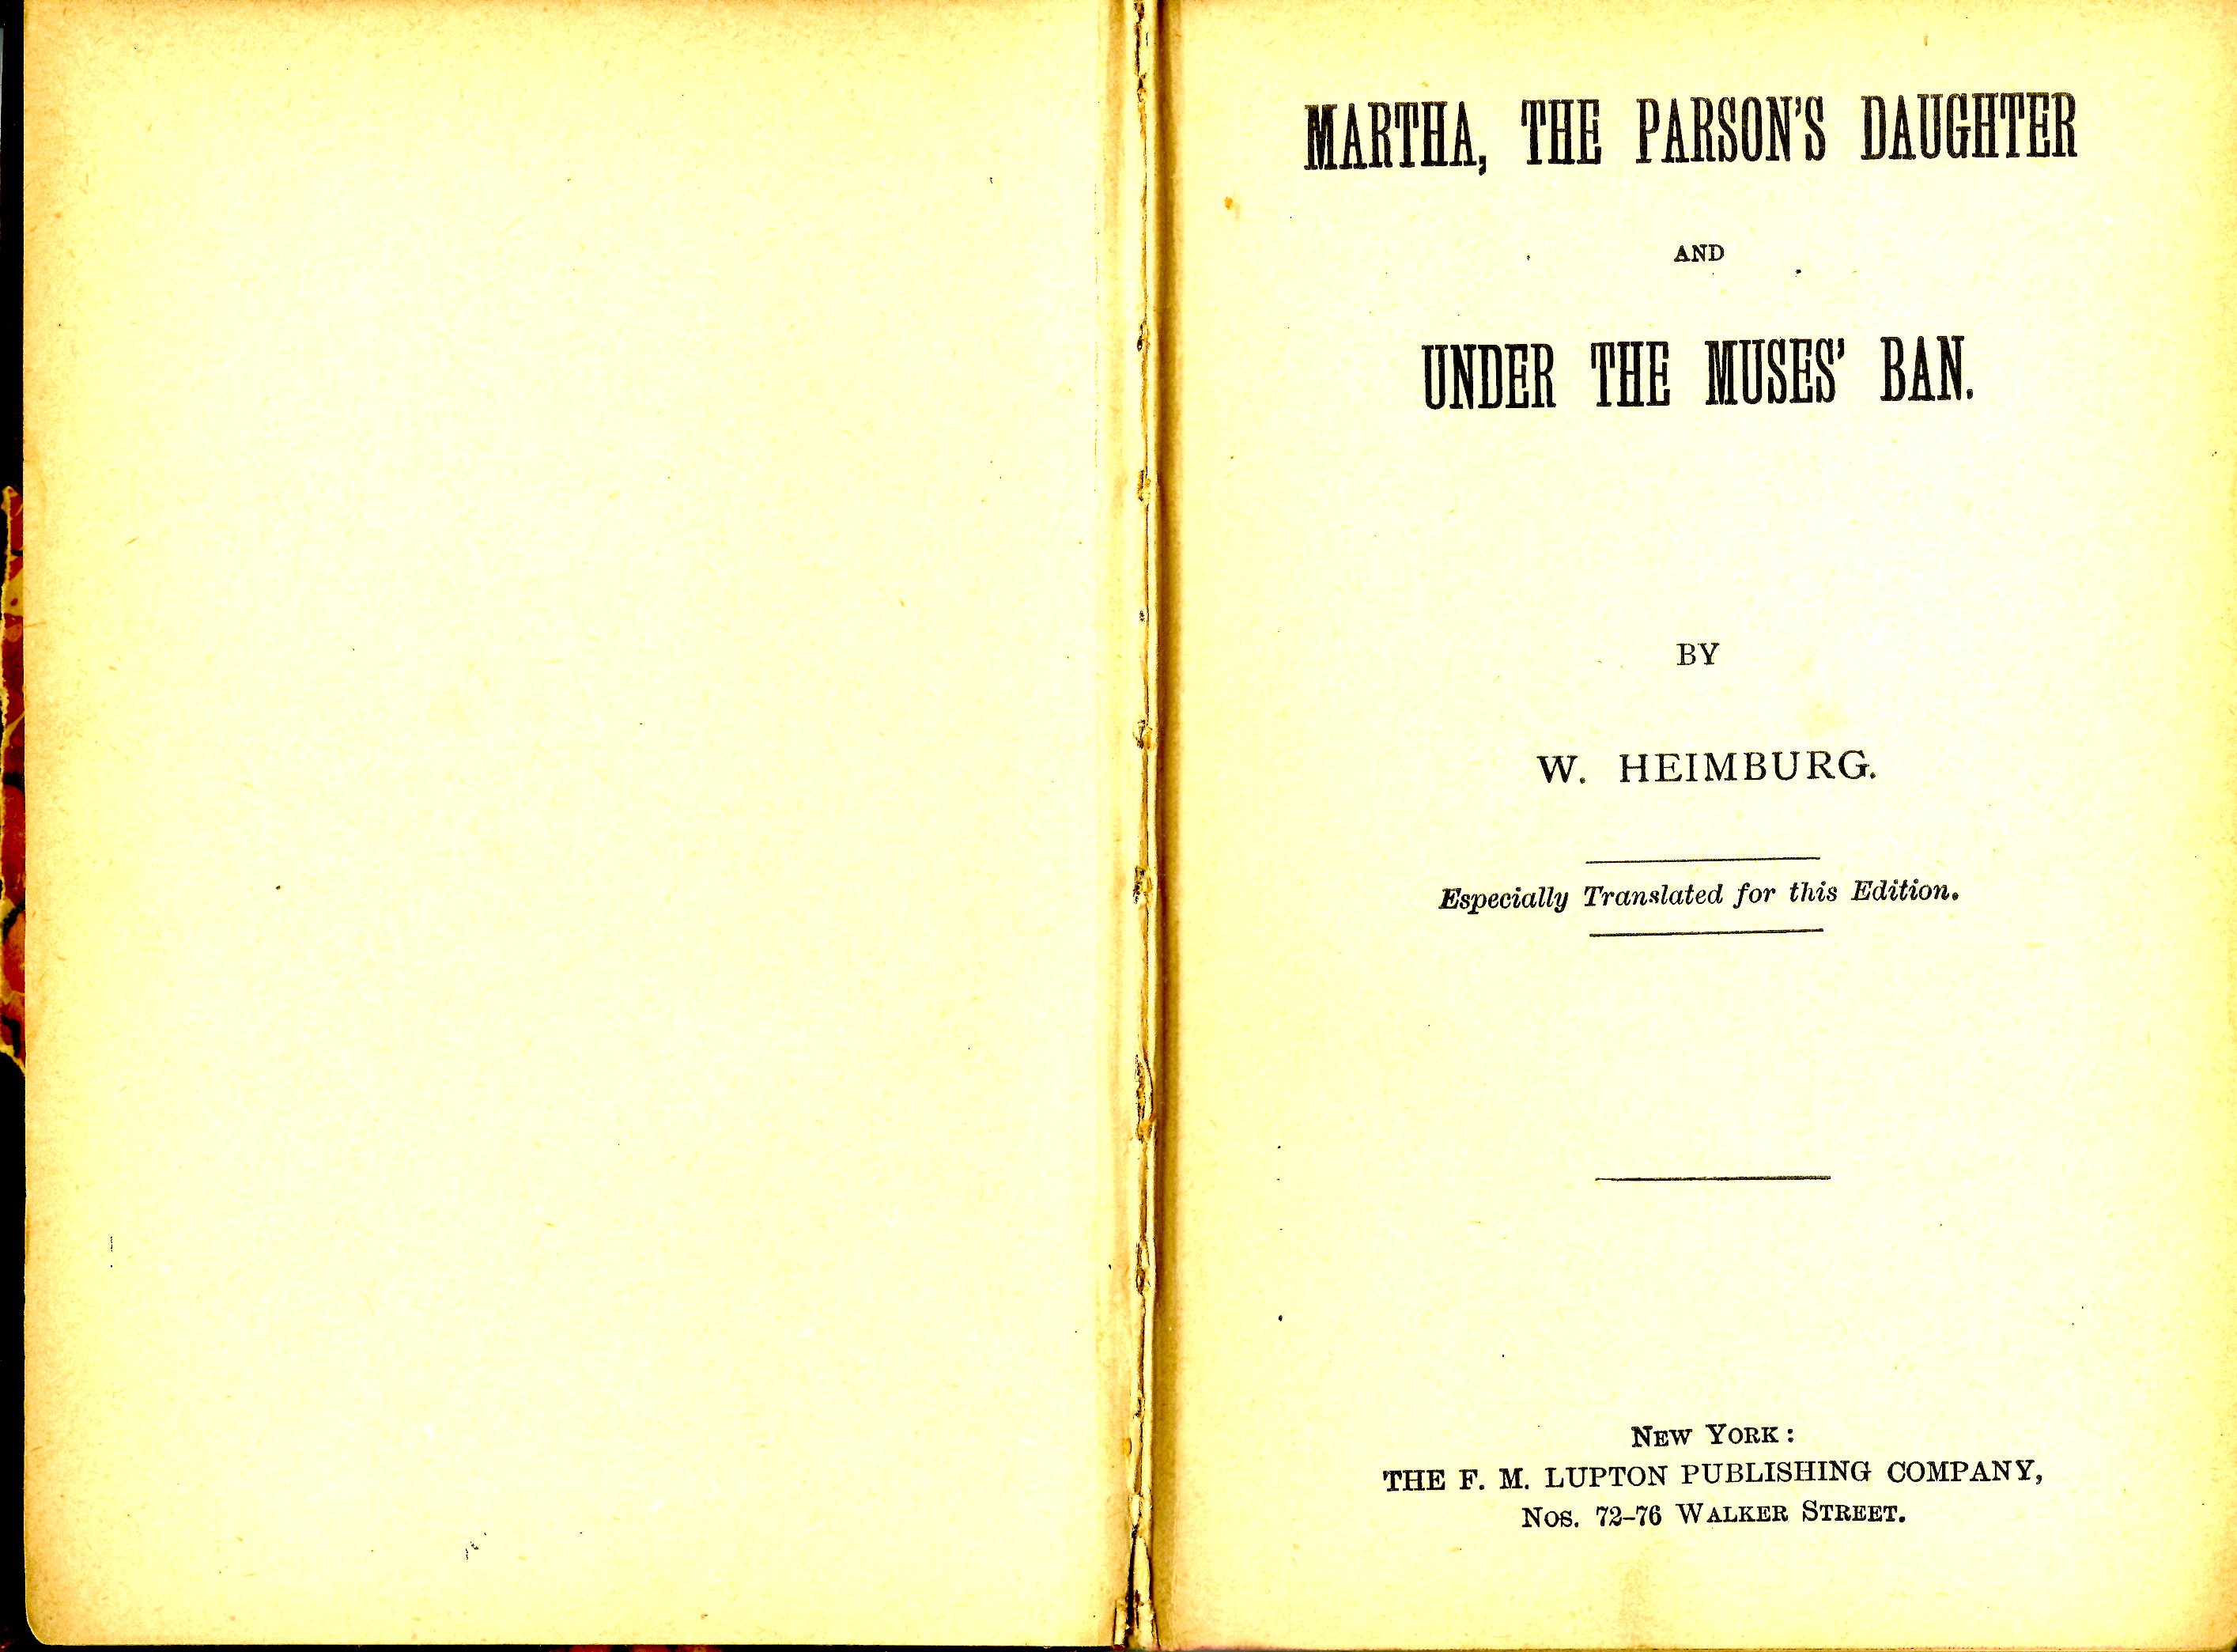 MARTHA, THE PARSON'S DAUGHTER
AND
UNDER THE MUSES' BAN.
BY
W. HEIMBURG.
Especially Translated for this Edition.
NEW YORK:
THE F. M. LUPTON PUBLISHING COMPANY,
NOS. 72–76 WALKER STREET.